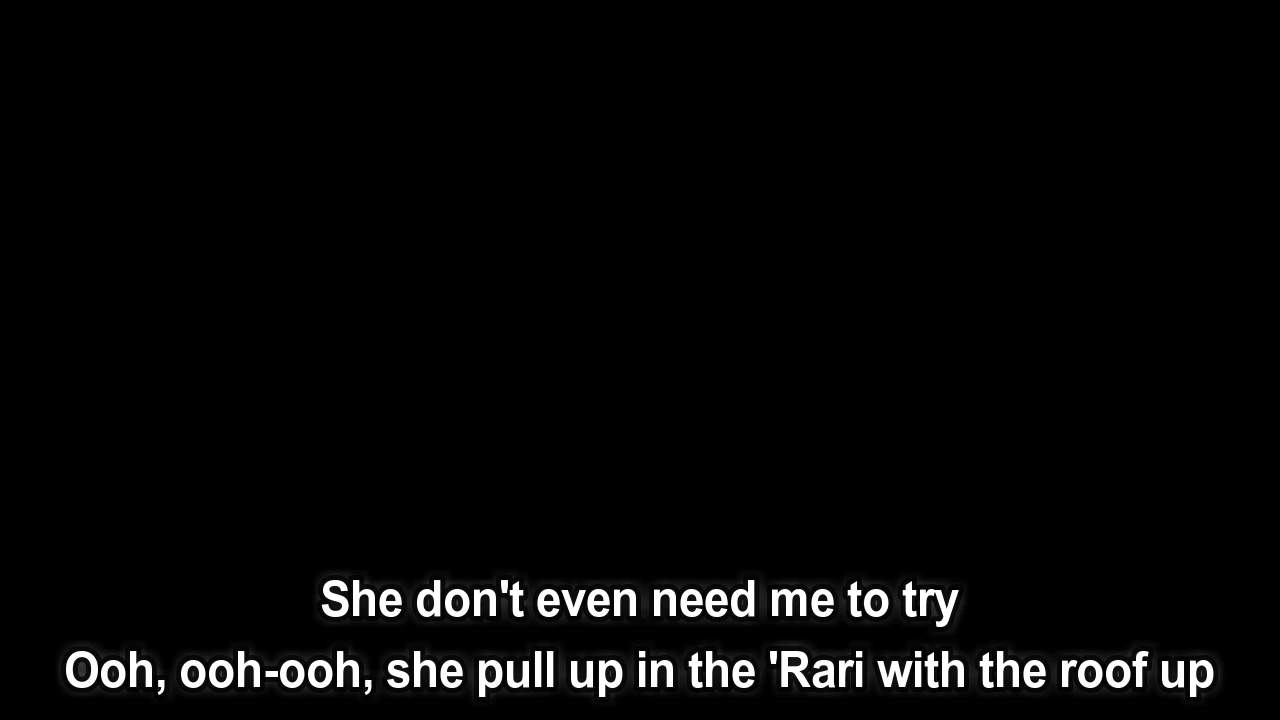 She don't even need me to try
Ooh, ooh-ooh, she pull up in the 'Rari with the roof up